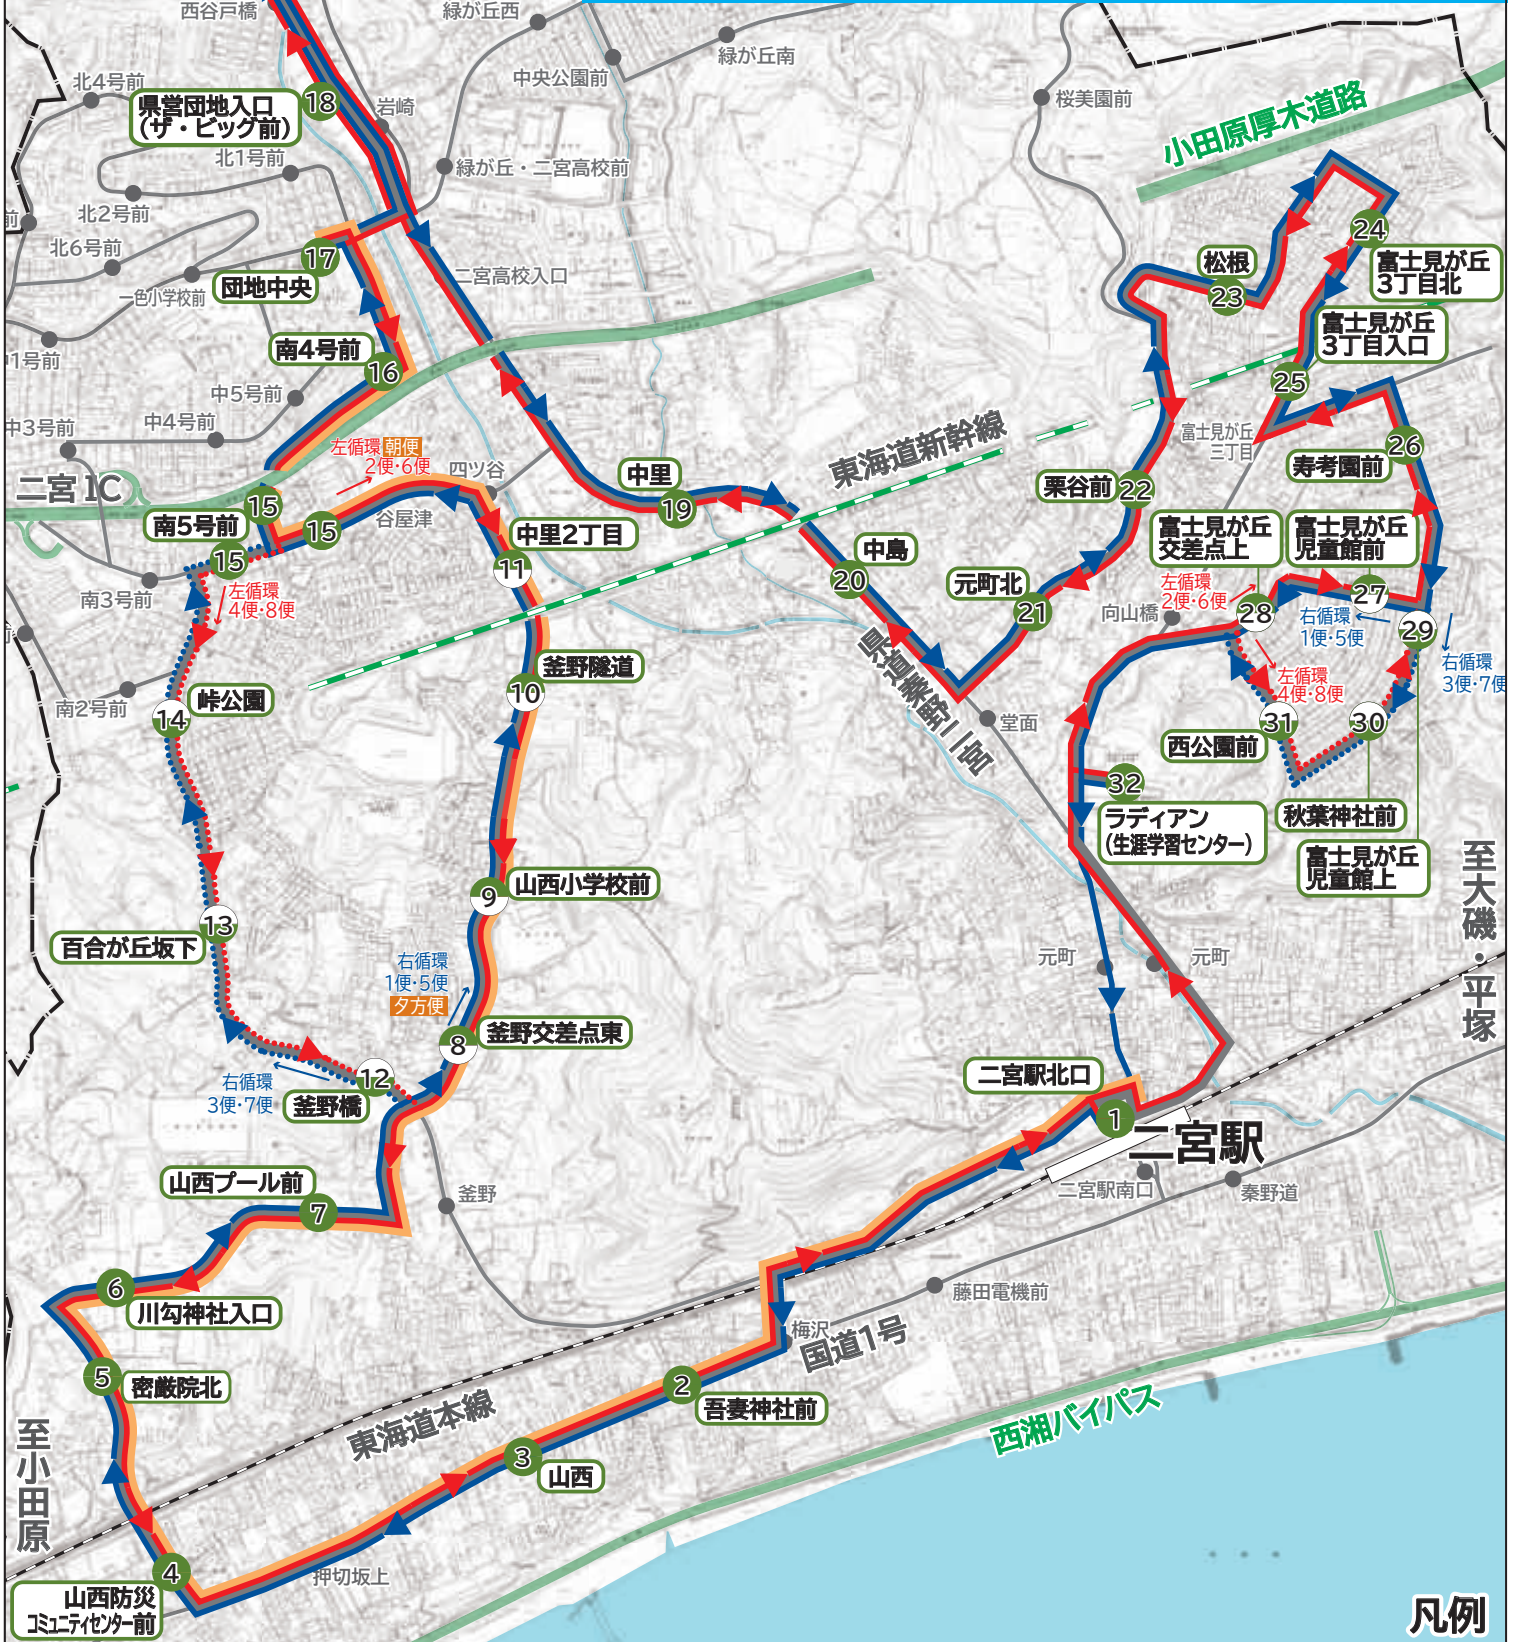 西谷戸橋
緑が丘西
緑が丘南
中央公園前
北4号前
県営団地入口
(ザ・ビッグ前)
18
岩崎
桜美園前
小田原厚木道路
北1号前
緑が丘・二宮高校前
北2号前
前
北6号前
17
団地中央
一色小学校前
二宮高校入口
松根
23
24
富士見が丘
3丁目北
富士見が丘
3丁目入口
25
1号前
南4号前
16
中5号前
中4号前
中3号前
左循環 朝便
2便・6便
四ツ谷
中里
19
東海道新幹線
富士見が丘
三丁目
26
寿考園前
栗谷前
22
二宮IC
15
南5号前
15
15
谷屋津
中里2丁目
11
中島
20
元町北
21
富士見が丘
交差点上
富士見が丘
児童館前
左循環
2便・6便
28
27
29
右循環
1便・5便
右循環
3便・7便
南3号前
左循環
4便・8便
向山橋
県道秦野二宮
左循環
4便・8便
釜野隧道
10
南2号前
峠公園
14
堂面
31
30
西公園前
32
ラディアン
(生涯学習センター)
秋葉神社前
富士見が丘
児童館上
至大磯・平塚
山西小学校前
9
13
百合が丘坂下
右循環
1便・5便
夕方便
元町
元町
8
釜野交差点東
12
右循環
3便・7便
釜野橋
二宮駅北口
1
二宮駅
二宮駅南口
秦野道
山西プール前
7
釜野
6
川勾神社入口
藤田電機前
梅沢
国道1号
5
密厳院北
2
吾妻神社前
東海道本線
西湘バイパス
至小田原
3
山西
4
押切坂上
山西防災
コミュニティセンター前
凡例